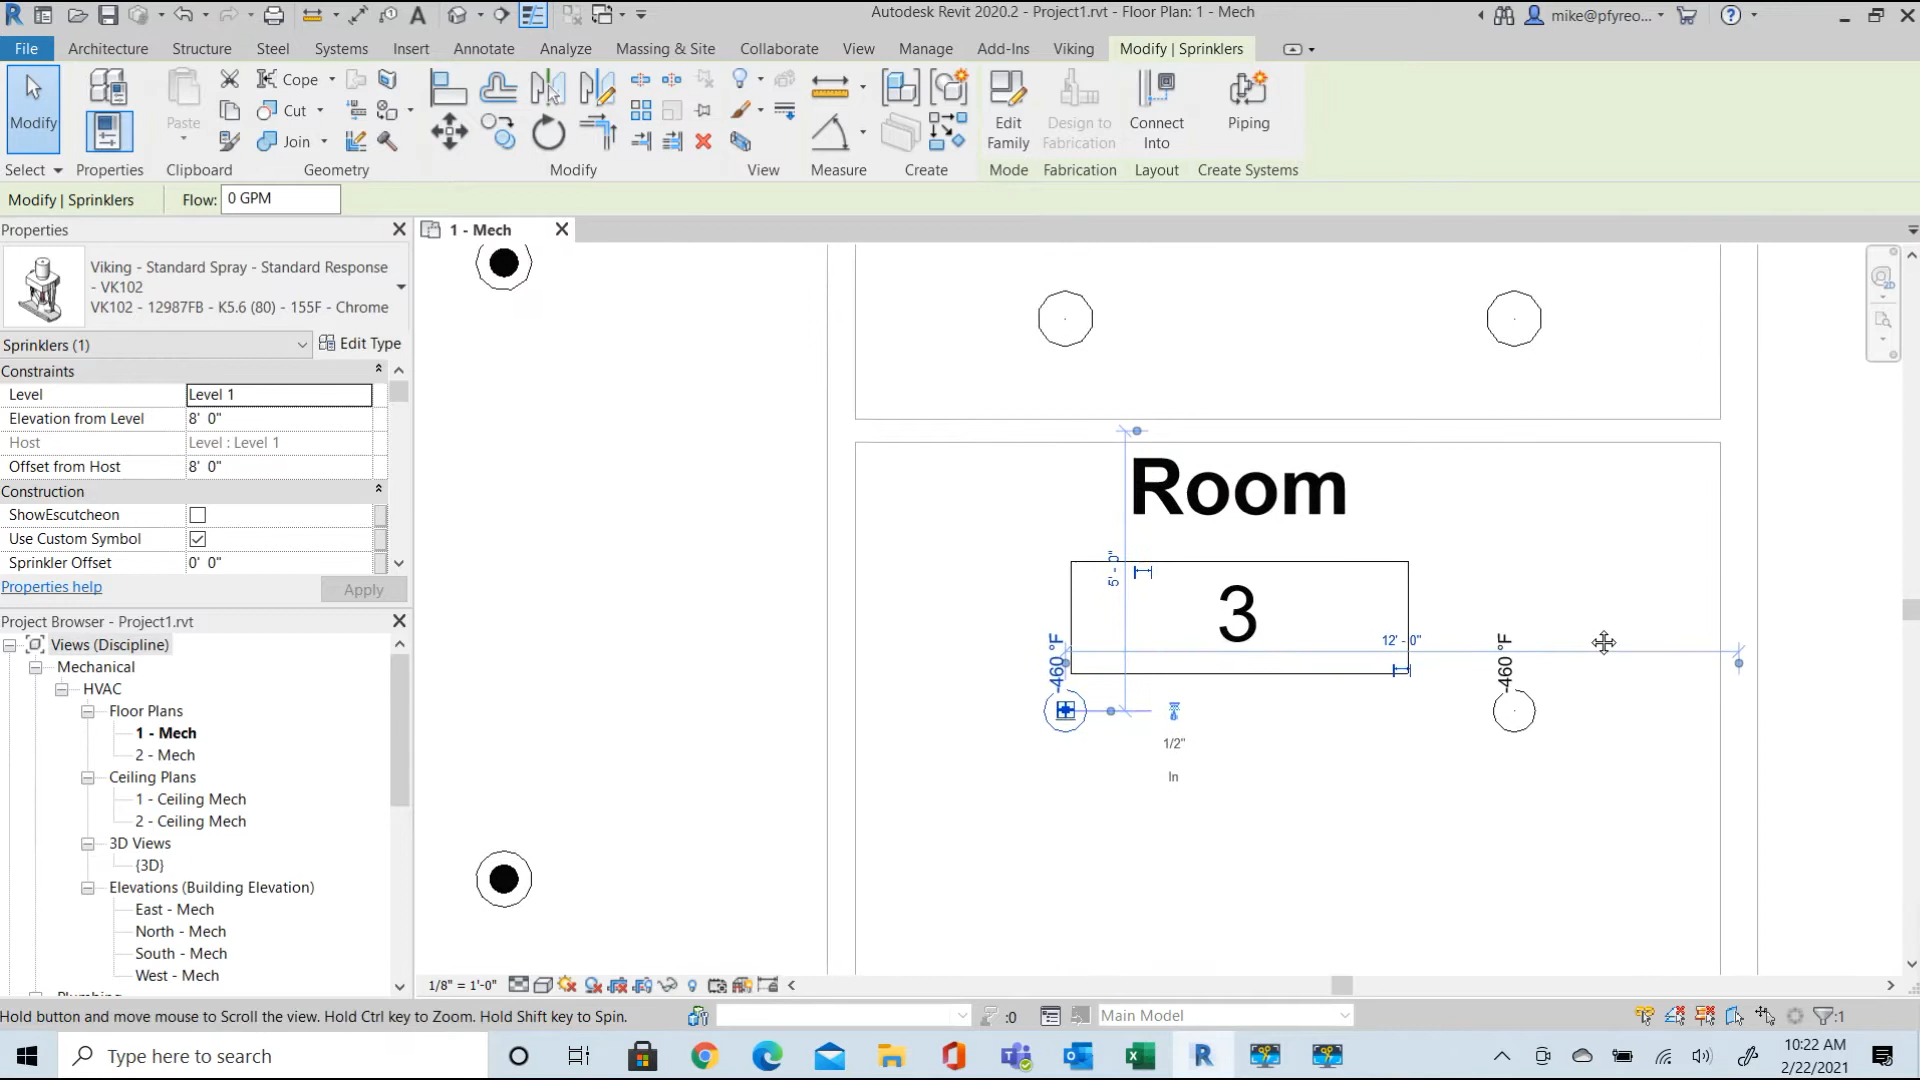 Autodesk Revit 2020.2 - Project1.rvt - Floor Plan: 1 - Mech
mike@pfyreo...
File Architecture Structure Steel Systems Insert Annotate Analyze Massing & Site Collaborate View Manage Add-Ins Viking Modify | Sprinklers
Modify
Paste
Cope
Cut
Join
Edit Family
Design to Fabrication
Connect Into
Piping
Select Properties Clipboard Geometry Modify View Measure Create Mode Fabrication Layout Create Systems
Modify | Sprinklers Flow: 0 GPM
Properties
1 - Mech
Viking - Standard Spray - Standard Response - VK102
VK102 - 12987FB - K5.6 (80) - 155F - Chrome
Sprinklers (1) Edit Type
Constraints
Level Level 1
Elevation from Level 8' 0"
Host Level : Level 1
Offset from Host 8' 0"
Construction
ShowEscutcheon
Use Custom Symbol
Sprinkler Offset 0' 0"
Properties help Apply
Project Browser - Project1.rvt
Views (Discipline)
Mechanical
HVAC
Floor Plans
1 - Mech
2 - Mech
Ceiling Plans
1 - Ceiling Mech
2 - Ceiling Mech
3D Views
{3D}
Elevations (Building Elevation)
East - Mech
North - Mech
South - Mech
West - Mech
Room
3
5' - 0"
12' - 0"
-460 °F
-460 °F
1/2"
In
1/8" = 1'-0"
Hold button and move mouse to Scroll the view. Hold Ctrl key to Zoom. Hold Shift key to Spin.
:0
Main Model
:1
Type here to search
10:22 AM
2/22/2021